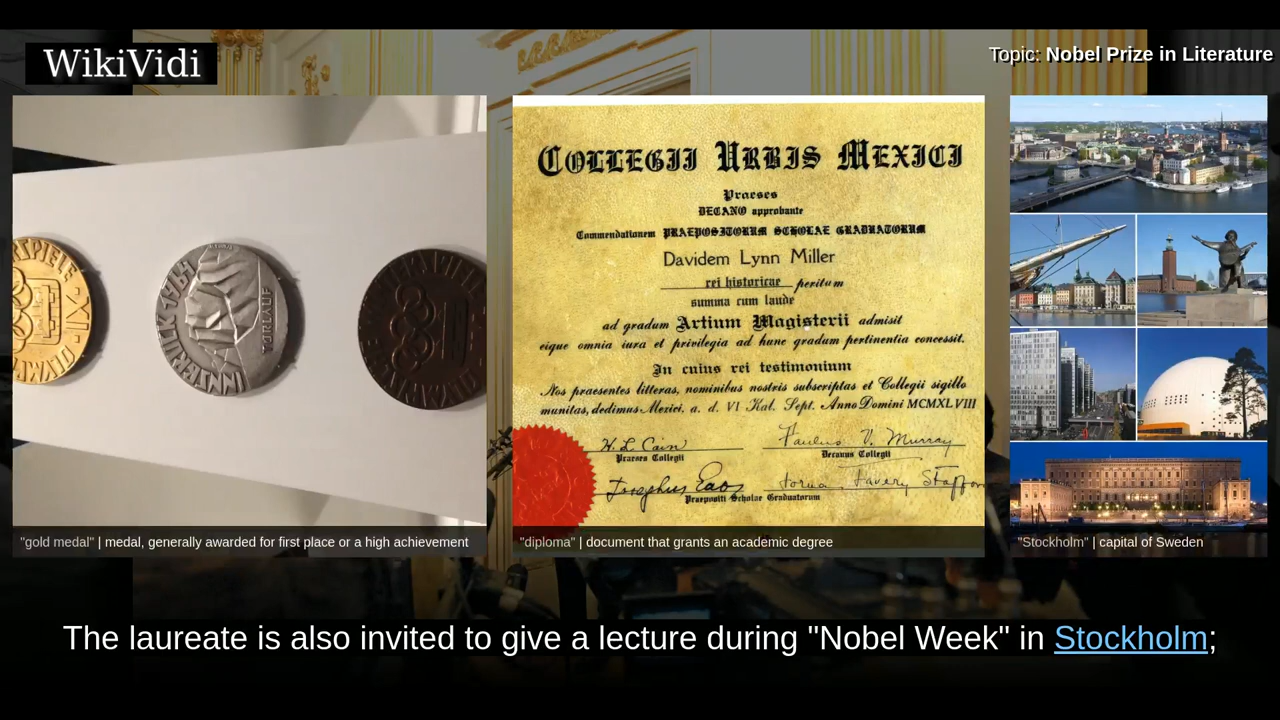 WikiVidi
Topic: Nobel Prize in Literature
INNSBRUCK 1964
COLLEGII URBIS MEXICI
Praeses
DECANO approbante
Commendationem PRAEPOSITORUM SCHOLAE GRADUATORUM
Davidem Lynn Miller
rei historicae peritum
summa cum laude
ad gradum Artium Magisterii admisit
eique omnia iura et privilegia ad hunc gradum pertinentia concessit.
In cuius rei testimonium
Nos praesentes litteras, nominibus nostris subscriptas et Collegii sigillo
munitas, dedimus Mexici. a. d. VI Kal. Sept. Anno Domini MCMXLVIII
H. L. Cain
Paulus V. Murray
Praeses Collegii
Decanus Collegii
Praepositi Scholae Graduatorum
"gold medal" | medal, generally awarded for first place or a high achievement
"diploma" | document that grants an academic degree
"Stockholm" | capital of Sweden
The laureate is also invited to give a lecture during "Nobel Week" in Stockholm;